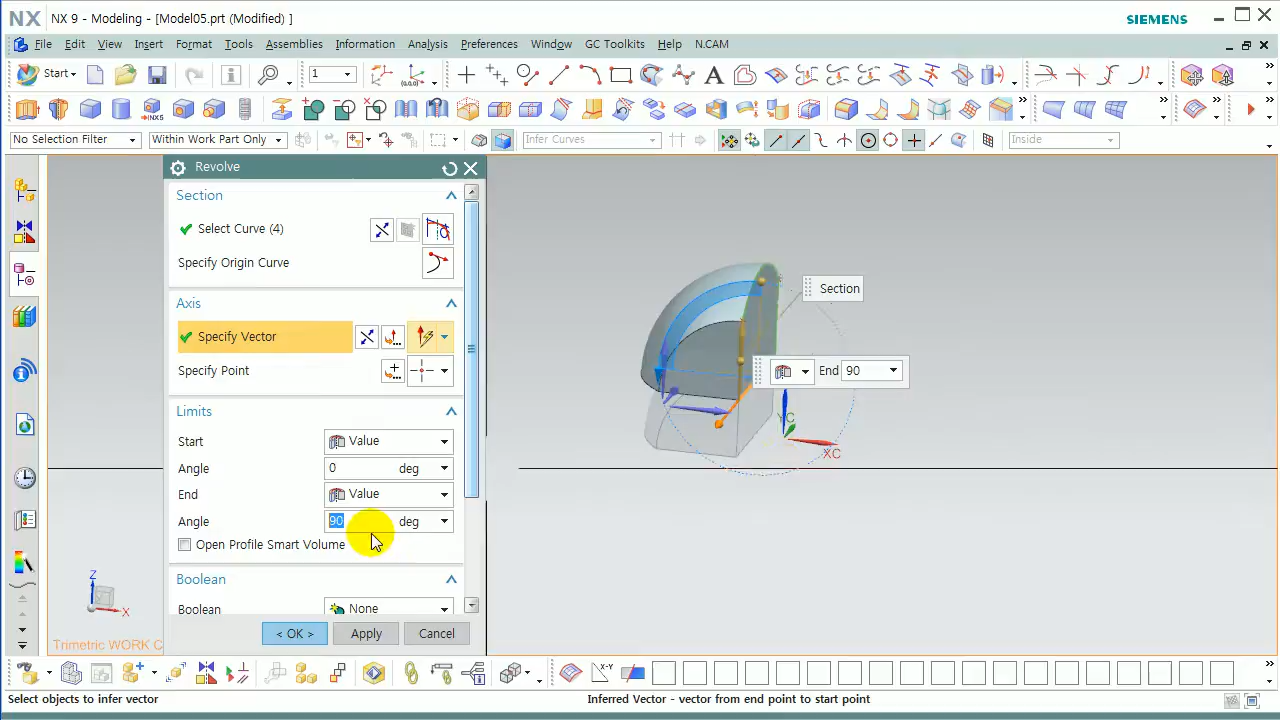 NX NX 9 - Modeling - [Model05.prt (Modified) ] SIEMENS
File Edit View Insert Format Tools Assemblies Information Analysis Preferences Window GC Toolkits Help N.CAM
Start 1
No Selection Filter Within Work Part Only Infer Curves Inside
Revolve
Section
Select Curve (4)
Specify Origin Curve
Axis
Specify Vector
Specify Point
Limits
Start Value
Angle 0 deg
End Value
Angle 90 deg
Open Profile Smart Volume
Boolean
Boolean None
< OK > Apply Cancel
Section
End 90
YC
XC
Z
X
Trimetric WORK C
Select objects to infer vector Inferred Vector - vector from end point to start point